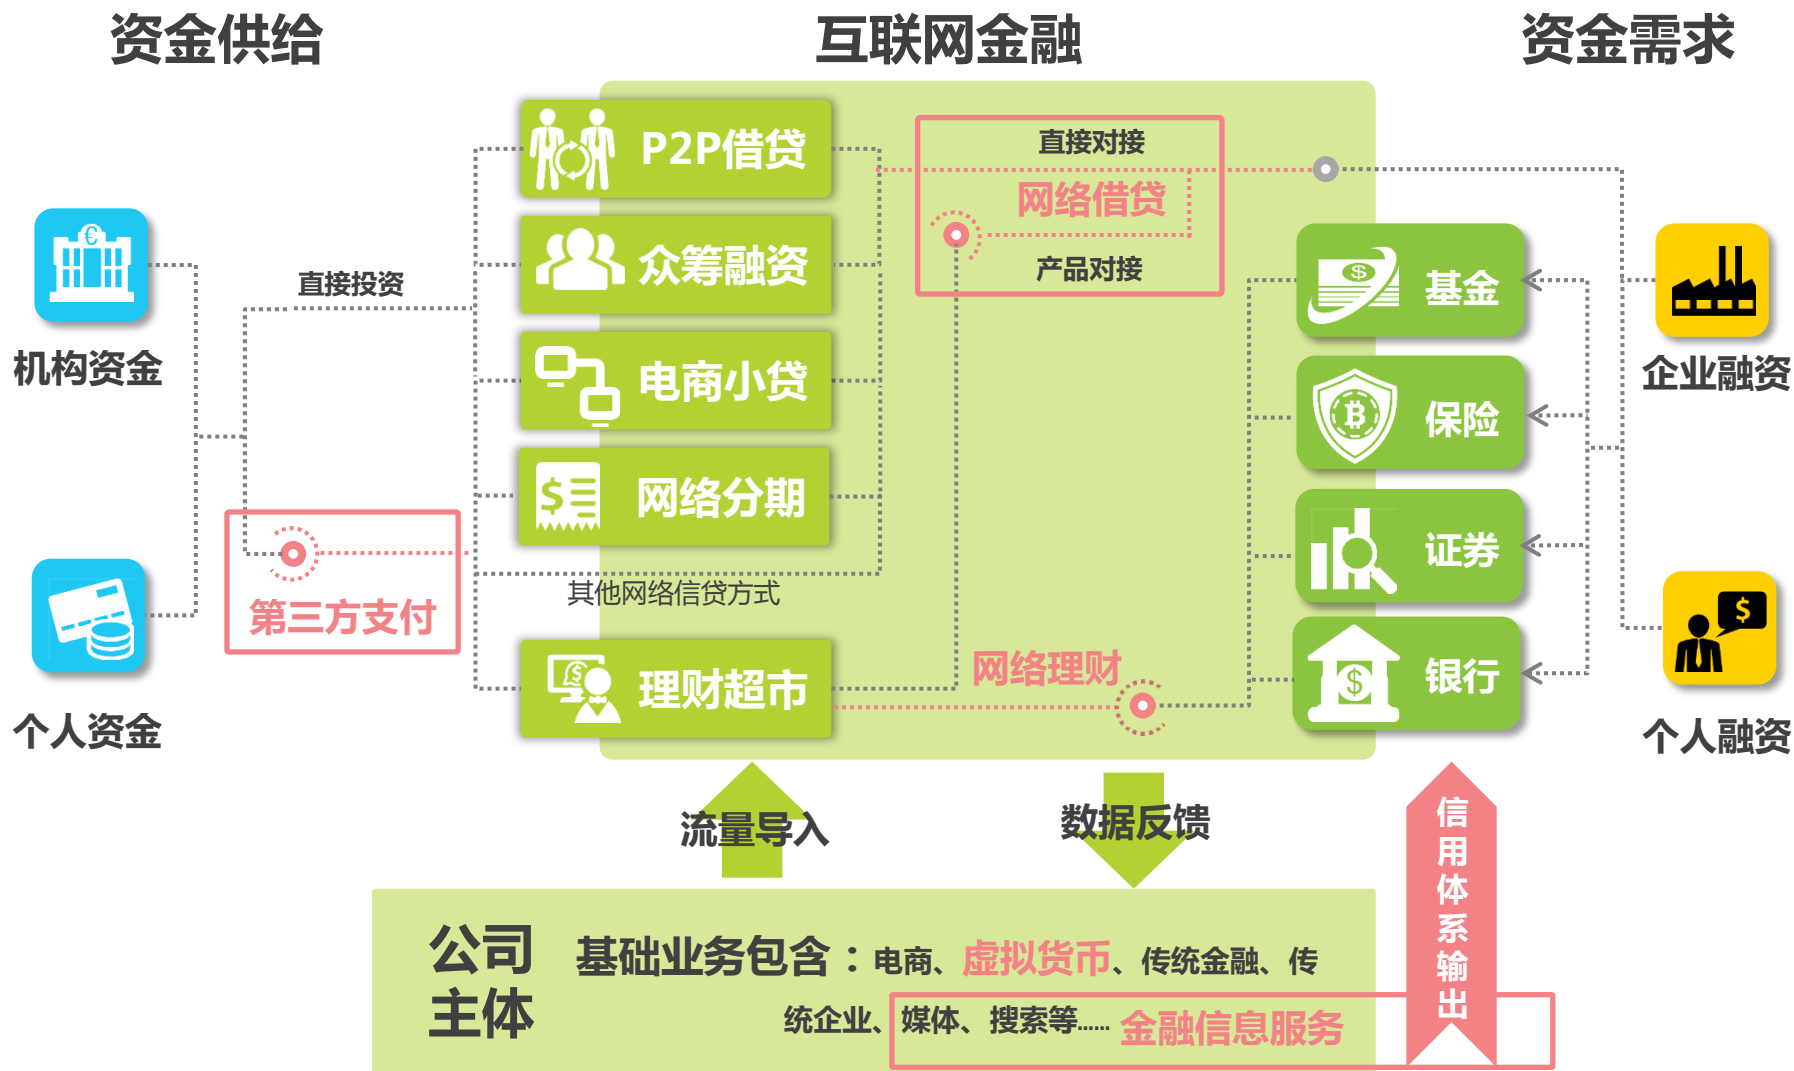 资金供给
互联网金融
资金需求
P2P借贷
众筹融资
电商小贷
网络分期
其他网络信贷方式
理财超市
直接投资
机构资金
个人资金
第三方支付
直接对接
网络借贷
产品对接
网络理财
基金
保险
证券
银行
企业融资
个人融资
流量导入
数据反馈
信用体系输出
公司
主体
基础业务包含：电商、虚拟货币、传统金融、传
统企业、媒体、搜索等...... 金融信息服务